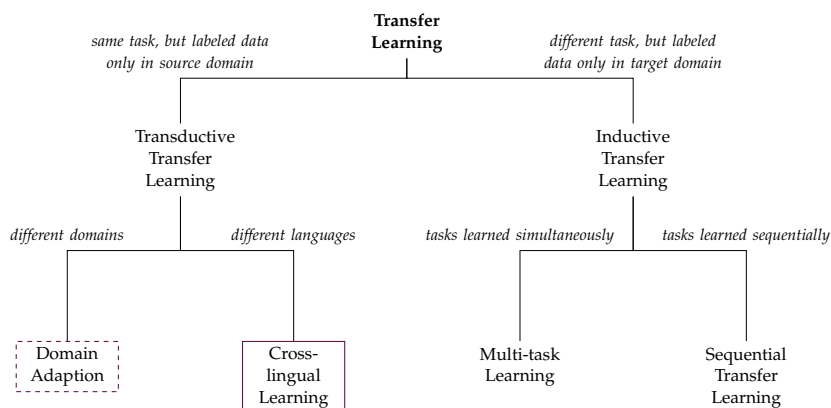 Transfer
Learning
same task, but labeled data
only in source domain
different task, but labeled
data only in target domain
Transductive
Transfer
Learning
Inductive
Transfer
Learning
different domains
different languages
tasks learned simultaneously
tasks learned sequentially
Domain
Adaption
Cross-
lingual
Learning
Multi-task
Learning
Sequential
Transfer
Learning